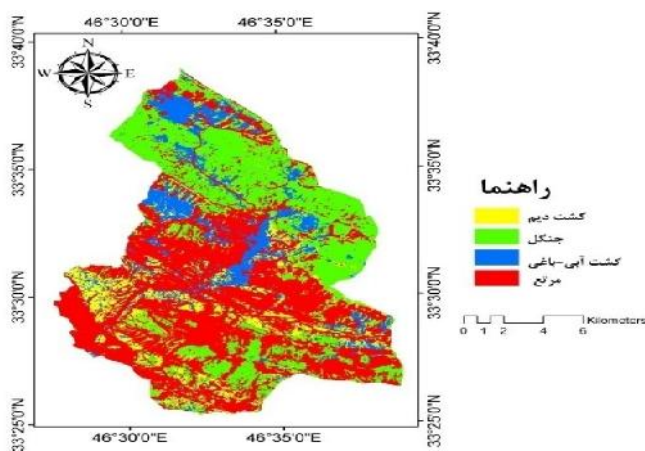 46°30'0"E 46°35'0"E
33°40'0"N 33°40'0"N
N
W E
S
33°35'0"N 33°35'0"N
راهنما
کشت دیم
جنگل
کشت آبی-باغی
مرتع
33°30'0"N 33°30'0"N
0 1 2 4 6 Kilometers
33°25'0"N 33°25'0"N
46°30'0"E 46°35'0"E